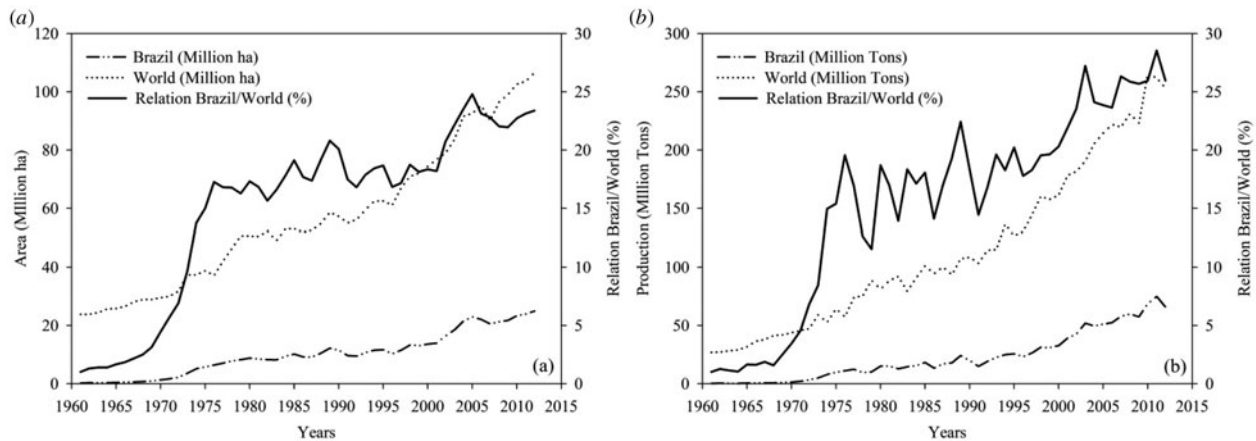 (a)
120
100
80
60
40
20
0
Area (MIllion ha)
Brazil (Million ha)
World (Million ha)
Relation Brazil/World (%)
30
25
20
15
10
5
0
Relation Brazil/World (%)
(a)
1960 1965 1970 1975 1980 1985 1990 1995 2000 2005 2010 2015
Years
(b)
300
250
200
150
100
50
0
Production (MIllion Tons)
Brazil (Million Tons)
World (Million Tons)
Relation Brazil/World (%)
30
25
20
15
10
5
0
Relation Brazil/World (%)
(b)
1960 1965 1970 1975 1980 1985 1990 1995 2000 2005 2010 2015
Years